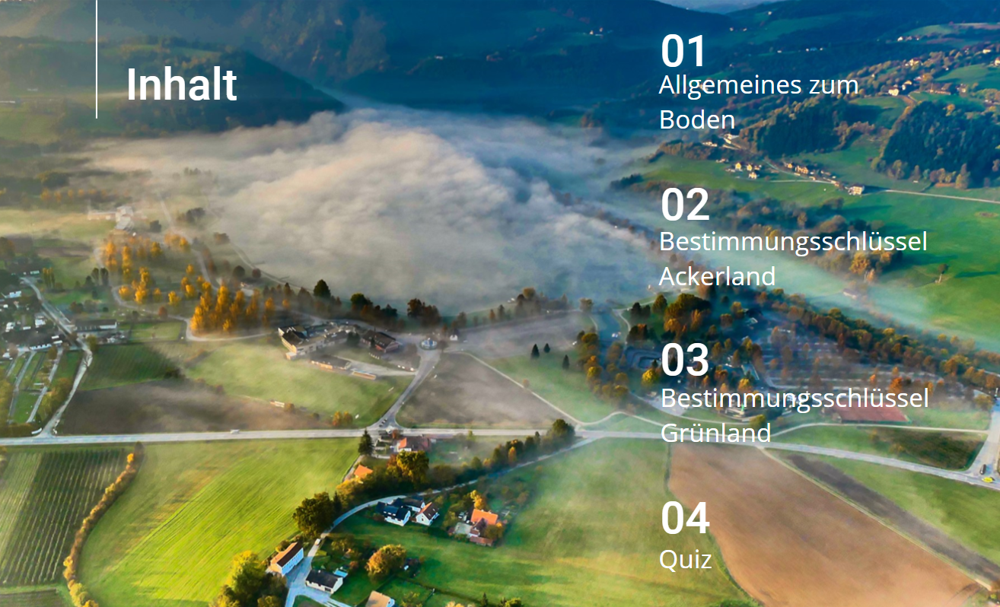 Inhalt
01
Allgemeines zum
Boden
02
Bestimmungsschlüssel
Ackerland
03
Bestimmungsschlüssel
Grünland
04
Quiz